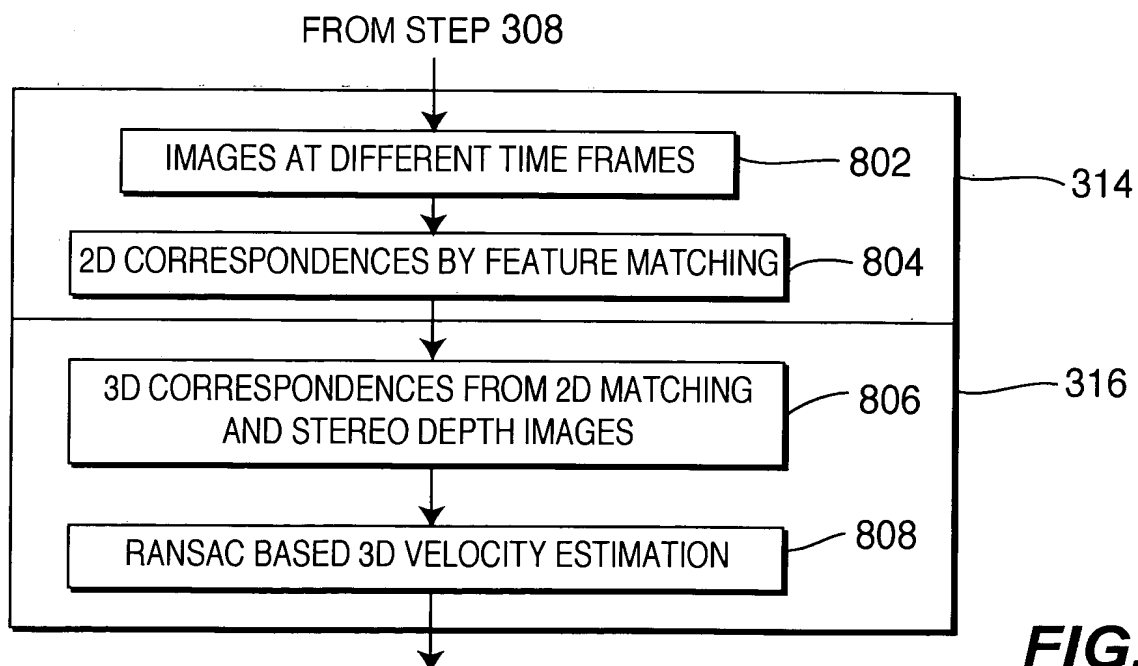 FROM STEP 308
IMAGES AT DIFFERENT TIME FRAMES
802
314
2D CORRESPONDENCES BY FEATURE MATCHING
804
3D CORRESPONDENCES FROM 2D MATCHING
AND STEREO DEPTH IMAGES
806
316
RANSAC BASED 3D VELOCITY ESTIMATION
808
FIG.